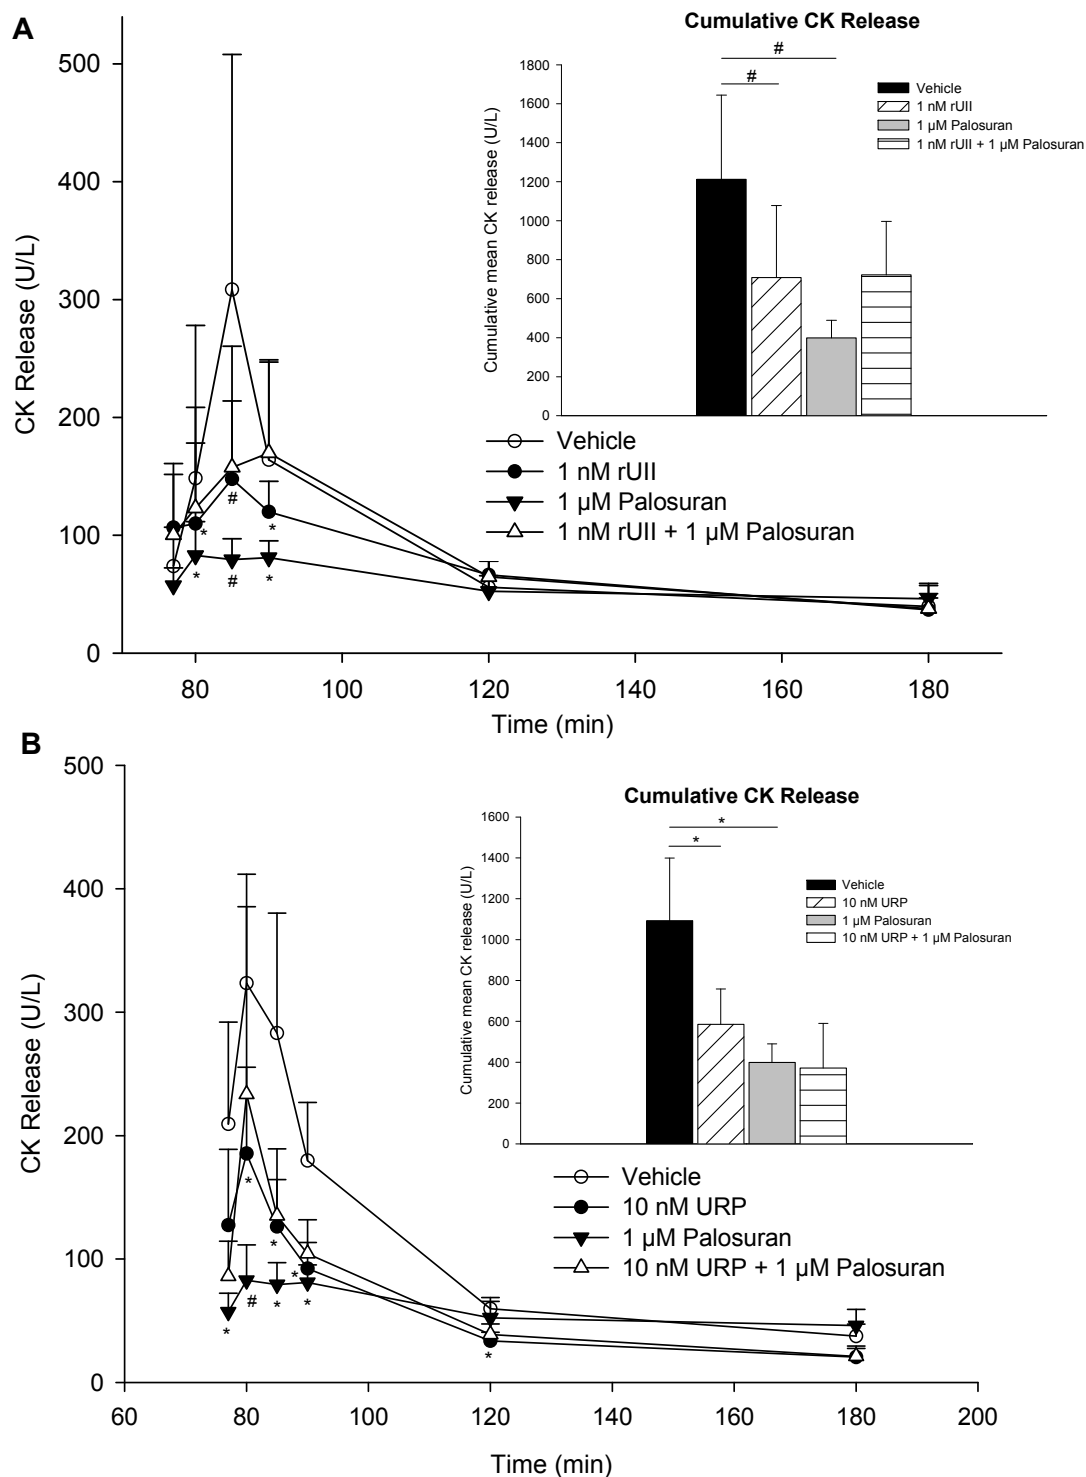 A
Cumulative CK Release
#
#
1800
1600
1400
1200
1000
800
600
400
200
0
Cumulative mean CK release (U/L)
Vehicle
1 nM rUII
1 µM Palosuran
1 nM rUII + 1 µM Palosuran
500
400
300
200
100
0
CK Release (U/L)
Vehicle
1 nM rUII
1 µM Palosuran
1 nM rUII + 1 µM Palosuran
# * *
* # *
80 100 120 140 160 180
Time (min)
B
Cumulative CK Release
*
*
1600
1400
1200
1000
800
600
400
200
0
Cumulative mean CK release (U/L)
Vehicle
10 nM URP
1 µM Palosuran
10 nM URP + 1 µM Palosuran
500
400
300
200
100
0
CK Release (U/L)
Vehicle
10 nM URP
1 µM Palosuran
10 nM URP + 1 µM Palosuran
*
*
*
* # * *
*
60 80 100 120 140 160 180 200
Time (min)